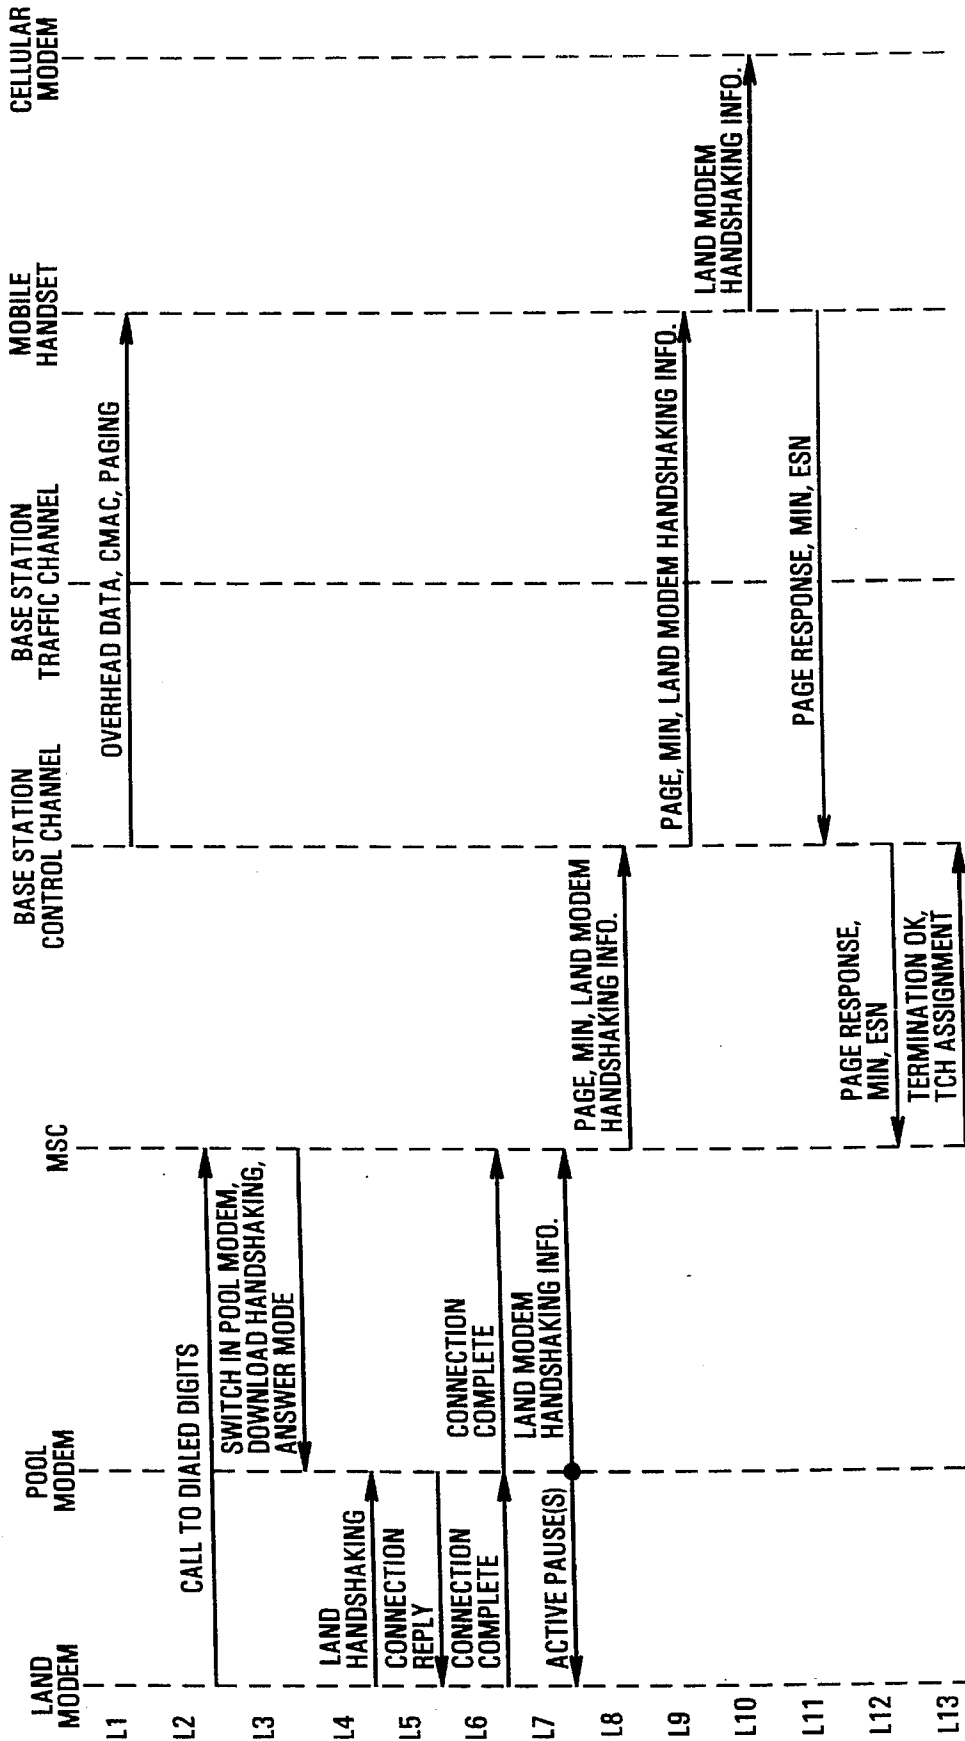 LAND
MODEM
POOL
MODEM
MSC
BASE STATION
CONTROL CHANNEL
BASE STATION
TRAFFIC CHANNEL
MOBILE
HANDSET
CELLULAR
MODEM
L1
OVERHEAD DATA, CMAC, PAGING
L2
CALL TO DIALED DIGITS
L3
SWITCH IN POOL MODEM,
DOWNLOAD HANDSHAKING,
ANSWER MODE
L4
LAND
HANDSHAKING
L5
CONNECTION
REPLY
L6
CONNECTION
COMPLETE
CONNECTION
COMPLETE
L7
ACTIVE PAUSE(S)
LAND MODEM
HANDSHAKING INFO.
L8
PAGE, MIN, LAND MODEM
HANDSHAKING INFO.
L9
PAGE, MIN, LAND MODEM HANDSHAKING INFO.
L10
LAND MODEM
HANDSHAKING INFO.
L11
PAGE RESPONSE, MIN, ESN
L12
PAGE RESPONSE,
MIN, ESN
L13
TERMINATION OK,
TCH ASSIGNMENT